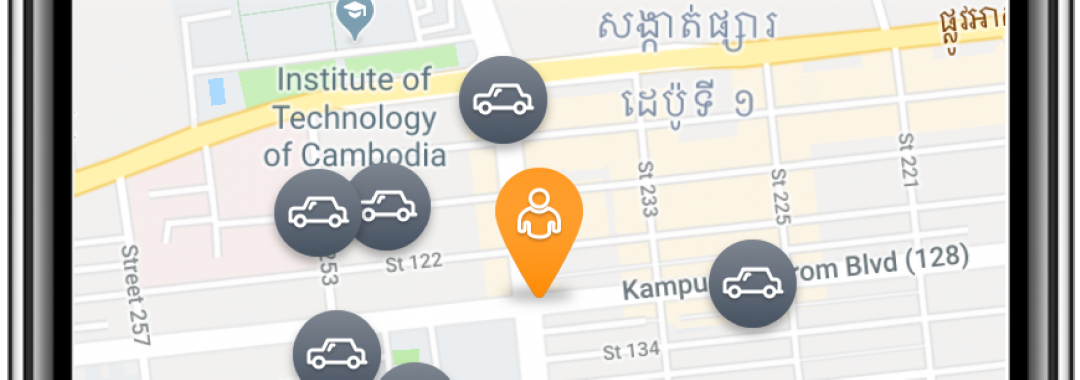 សង្កាត់ផ្សារ
ដេប៉ូទី ១
Institute of
Technology
of Cambodia
St 233
St 225
St 221
Street 257
St 122
Kampu
rom Blvd (128)
St 134